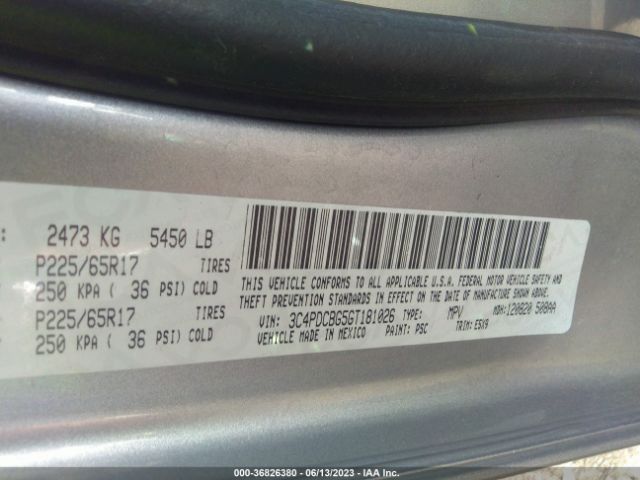 : 2473 KG 5450 LB
P225/65R17 TIRES
250 KPA ( 36 PSI) COLD
P225/65R17 TIRES
250 KPA ( 36 PSI) COLD
THIS VEHICLE CONFORMS TO ALL APPLICABLE U.S.A. FEDERAL MOTOR VEHICLE SAFETY AND
THEFT PREVENTION STANDARDS IN EFFECT ON THE DATE OF MANUFACTURE SHOWN ABOVE.
VIN: 3C4PDCBG5GT181026 TYPE: MPV MDH: 120820 508AA
VEHICLE MADE IN MEXICO PAINT: PSC TRIM: E5X9
000-36826380 - 06/13/2023 - IAA Inc.